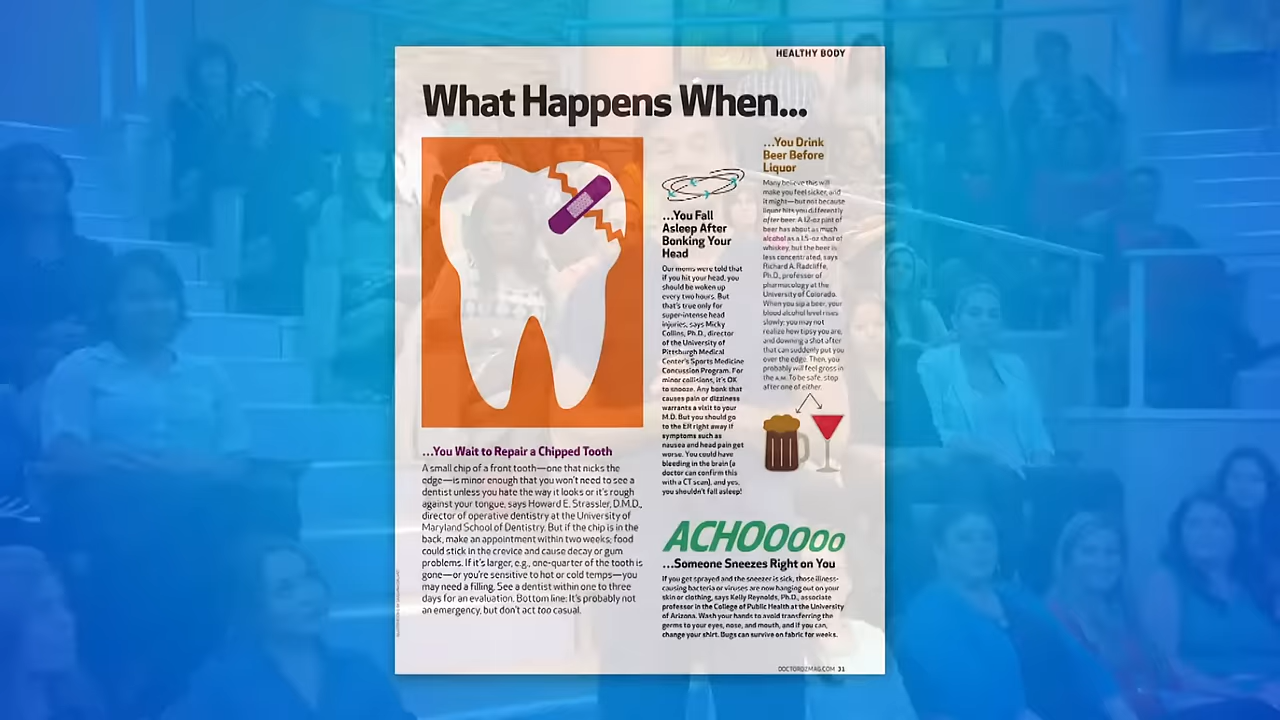 HEALTHY BODY
What Happens When...
...You Wait to Repair a Chipped Tooth
A small chip of a front tooth—one that nicks the
edge—is minor enough that you won't need to see a
dentist unless you hate the way it looks or it's rough
against your tongue, says Howard E. Strassler, D.M.D.,
director of operative dentistry at the University of
Maryland School of Dentistry. But if the chip is in the
back, make an appointment within two weeks; food
could stick in the crevice and cause decay or gum
problems. If it's larger, e.g., one-quarter of the tooth is
gone—or you're sensitive to hot or cold temps—you
may need a filling. See a dentist within one to three
days for an evaluation. Bottom line: It's probably not
an emergency, but don't act too casual.
...You Fall
Asleep After
Bonking Your
Head
Our moms were told that
if you hit your head, you
should be woken up
every two hours. But
that's true only for
super-intense head
injuries, says Micky
Collins, Ph.D., director
of the University of
Pittsburgh Medical
Center's Sports Medicine
Concussion Program. For
minor collisions, it's OK
to snooze. Any bonk that
causes pain or dizziness
warrants a visit to your
M.D. But you should go
to the ER right away if
symptoms such as
nausea and head pain get
worse. You could have
bleeding in the brain (a
doctor can confirm this
with a CT scan), and yes,
you shouldn't fall asleep!
...You Drink
Beer Before
Liquor
Many believe this will
make you feel sicker, and
it might—but not because
liquor hits you differently
after beer. A 12-oz pint of
beer has about as much
alcohol as a 1.5-oz shot of
whiskey, but the beer is
less concentrated, says
Richard A. Radcliffe,
Ph.D., professor of
pharmacology at the
University of Colorado.
When you sip a beer, your
blood alcohol level rises
slowly; you may not
realize how tipsy you are,
and downing a shot after
that can suddenly put you
over the edge. Then, you
probably will feel gross in
the A.M. To be safe, stop
after one of either.
ACHOOoooo
...Someone Sneezes Right on You
If you get sprayed and the sneezer is sick, those illness-
causing bacteria or viruses are now hanging out on your
skin or clothing, says Kelly Reynolds, Ph.D., associate
professor in the College of Public Health at the University
of Arizona. Wash your hands to avoid transferring the
germs to your eyes, nose, and mouth, and if you can,
change your shirt. Bugs can survive on fabric for weeks.
DOCTOROZMAG.COM 31